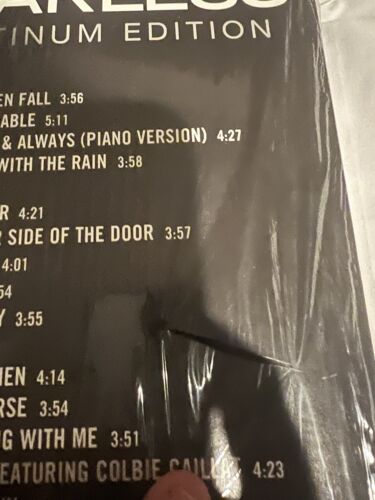 TINUM EDITION
EN FALL 3:56
ABLE 5:11
& ALWAYS (PIANO VERSION) 4:27
WITH THE RAIN 3:58
R 4:21
R SIDE OF THE DOOR 3:57
4:01
54
Y 3:55
HEN 4:14
RSE 3:54
G WITH ME 3:51
FEATURING COLBIE CAILLAT 4:23